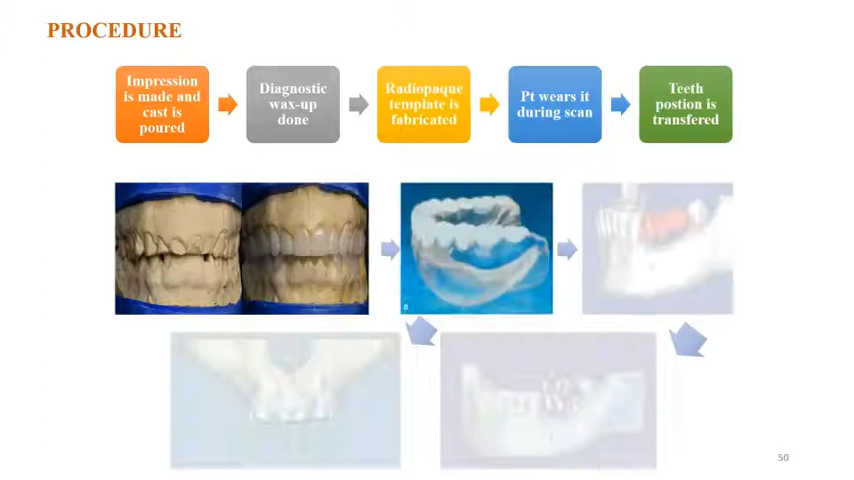 PROCEDURE
Impression
is made and
cast is
poured
Diagnostic
wax-up
done
Radiopaque
template is
fabricated
Pt wears it
during scan
Teeth
postion is
transfered
B
50